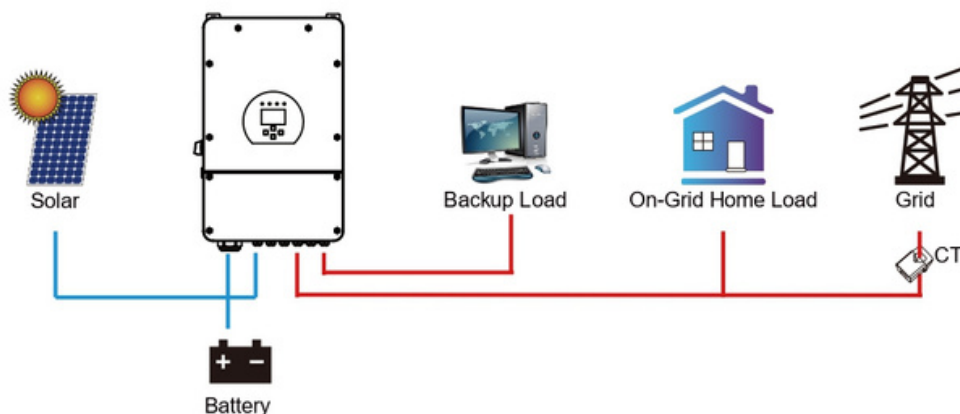 Solar
Backup Load
On-Grid Home Load
Grid
CT
+ −
Battery